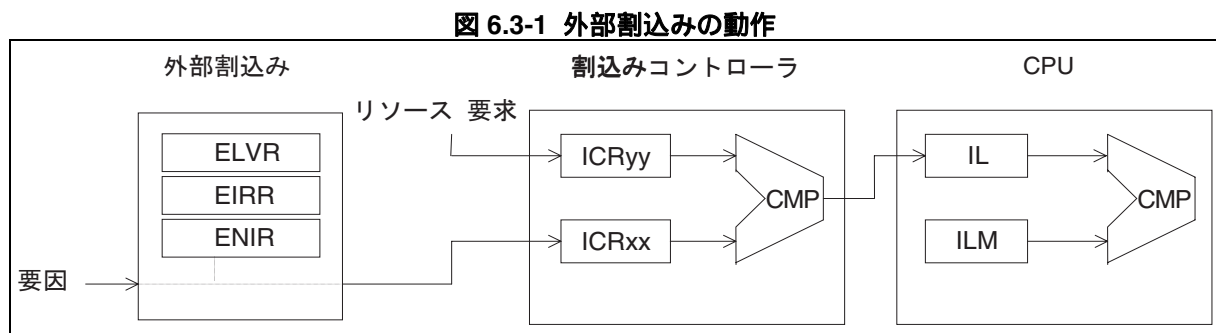 図 6.3-1 外部割込みの動作
外部割込み
割込みコントローラ
CPU
リソース 要求
ELVR
EIRR
ENIR
要因
ICRyy
ICRxx
CMP
IL
ILM
CMP